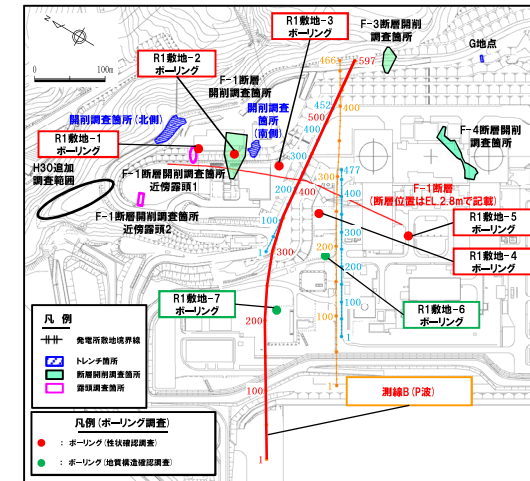 R1敷地-3
ボーリング
F-3断層開削
調査箇所
G地点
R1敷地-2
ボーリング
F-1断層
開削調査箇所
466
597
0
100m
開削調査箇所(北側)
開削調査
箇所
(南側)
452
500
400
400
300
R1敷地-1
ボーリング
F-4断層開削
調査箇所
H30追加
調査範囲
F-1断層開削調査箇所
近傍露頭1
477
400
F-1断層
(断層位置はEL.2.8mで記載)
200
400
300
300
F-1断層開削調査箇所
近傍露頭2
100
200
R1敷地-5
ボーリング
1
300
200
200
R1敷地-4
ボーリング
R1敷地-7
ボーリング
R1敷地-6
ボーリング
200
100
100
1
凡 例
発電所敷地境界線
トレンチ箇所
断層開削調査箇所
露頭調査箇所
100
1
測線B(P波)
凡例(ボーリング調査)
: ボーリング(性状確認調査)
: ボーリング(地質構造確認調査)
1